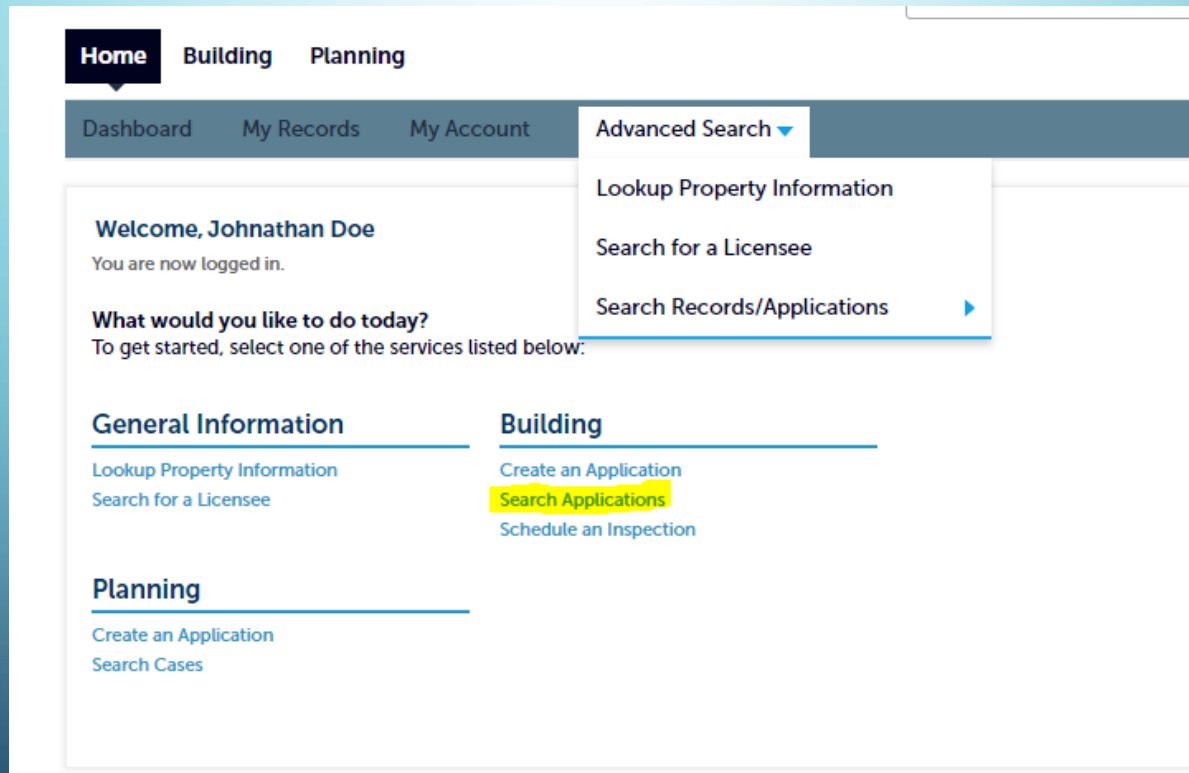 Home Building Planning
Dashboard My Records My Account Advanced Search
Lookup Property Information
Search for a Licensee
Search Records/Applications
Welcome, Johnathan Doe
You are now logged in.
What would you like to do today?
To get started, select one of the services listed below:
General Information
Lookup Property Information
Search for a Licensee
Building
Create an Application
Search Applications
Schedule an Inspection
Planning
Create an Application
Search Cases